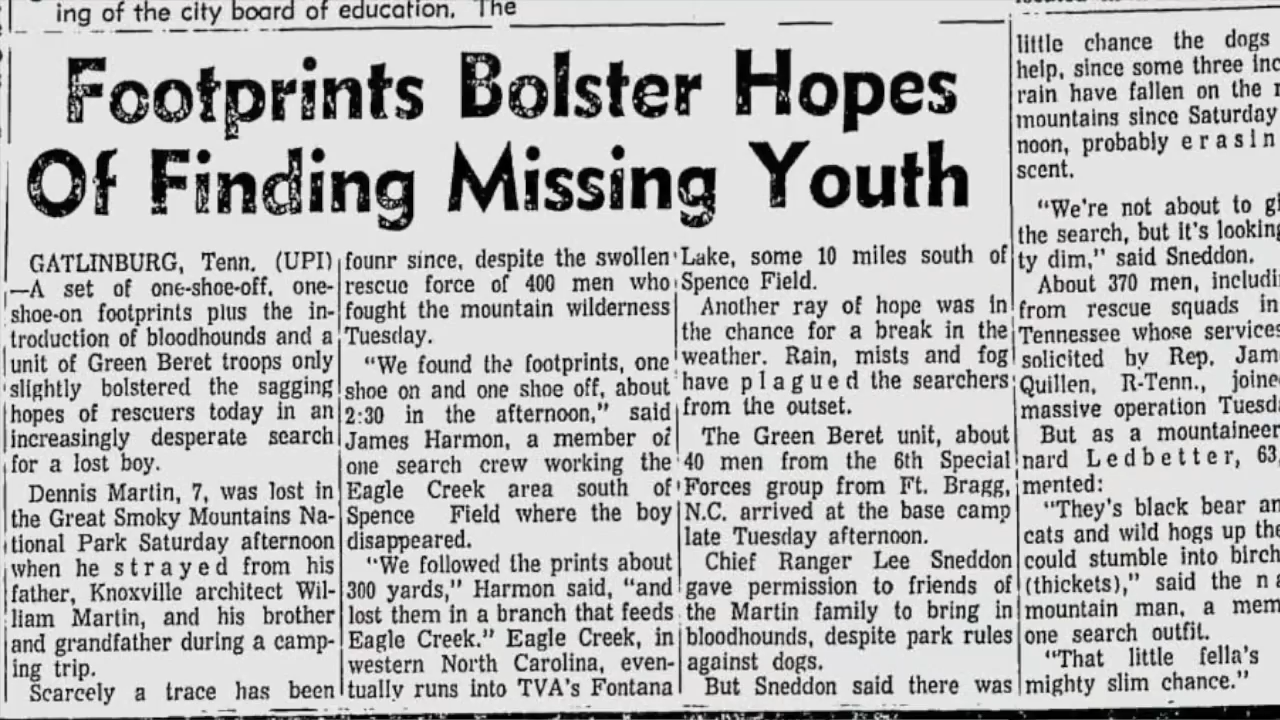 ing of the city board of education. The
Footprints Bolster Hopes
Of Finding Missing Youth
GATLINBURG, Tenn. (UPI)
—A set of one-shoe-off, one-
shoe-on footprints plus the in-
troduction of bloodhounds and a
unit of Green Beret troops only
slightly bolstered the sagging
hopes of rescuers today in an
increasingly desperate search
for a lost boy.
Dennis Martin, 7, was lost in
the Great Smoky Mountains Na-
tional Park Saturday afternoon
when he strayed from his
father, Knoxville architect Wil-
liam Martin, and his brother
and grandfather during a camp-
ing trip.
Scarcely a trace has been
founr since, despite the swollen
rescue force of 400 men who
fought the mountain wilderness
Tuesday.
“We found the footprints, one
shoe on and one shoe off, about
2:30 in the afternoon,” said
James Harmon, a member of
one search crew working the
Eagle Creek area south of
Spence Field where the boy
disappeared.
“We followed the prints about
300 yards,” Harmon said, “and
lost them in a branch that feeds
Eagle Creek.” Eagle Creek, in
western North Carolina, even-
tually runs into TVA’s Fontana
Lake, some 10 miles south of
Spence Field.
Another ray of hope was in
the chance for a break in the
weather. Rain, mists and fog
have plagued the searchers
from the outset.
The Green Beret unit, about
40 men from the 6th Special
Forces group from Ft. Bragg,
N.C. arrived at the base camp
late Tuesday afternoon.
Chief Ranger Lee Sneddon
gave permission to friends of
the Martin family to bring in
bloodhounds, despite park rules
against dogs.
But Sneddon said there was
little chance the dogs
help, since some three inc
rain have fallen on the r
mountains since Saturday
noon, probably erasin
scent.
“We’re not about to gi
the search, but it’s looking
ty dim,” said Sneddon.
About 370 men, includi
from rescue squads in
Tennessee whose services
solicited by Rep. Jam
Quillen, R-Tenn., joine
massive operation Tuesda
But as a mountaineer
nard Ledbetter, 63,
mented:
“They’s black bear an
cats and wild hogs up the
could stumble into birch
(thickets),” said the na
mountain man, a mem
one search outfit.
“That little fella’s
mighty slim chance.”